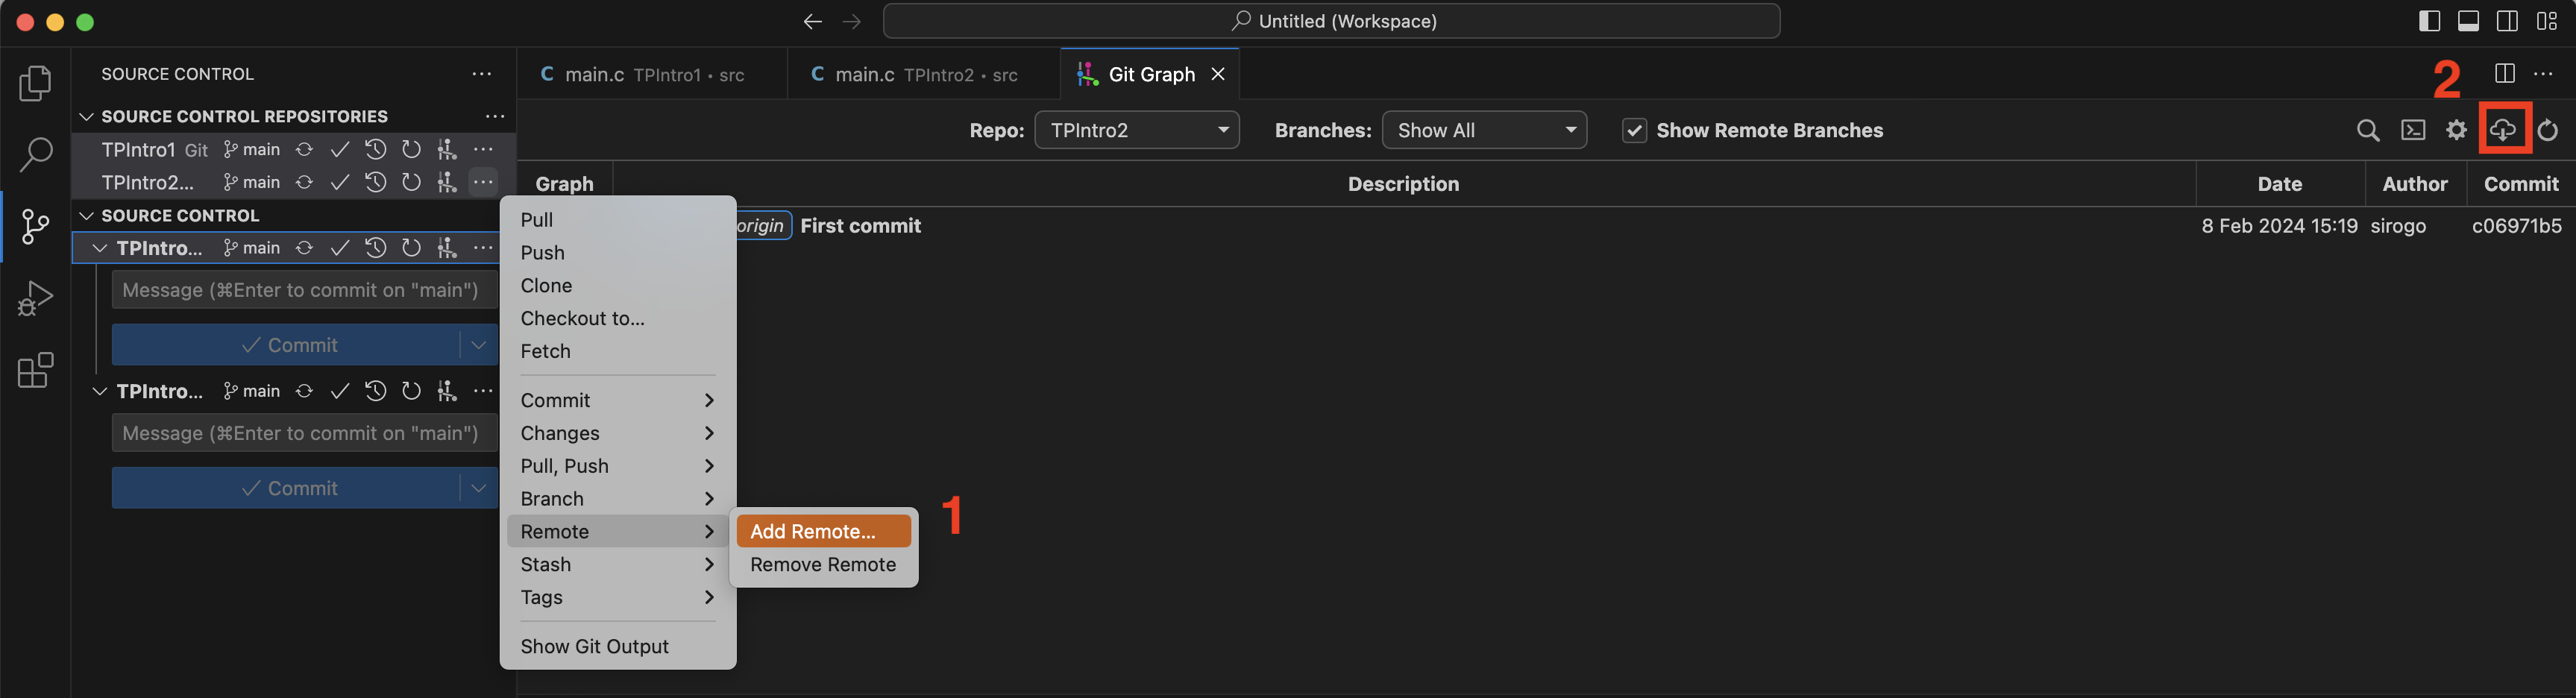 Untitled (Workspace)
SOURCE CONTROL
main.c TPIntro1 • src
main.c TPIntro2 • src
Git Graph
2
SOURCE CONTROL REPOSITORIES
Repo: TPIntro2
Branches: Show All
Show Remote Branches
TPIntro1 Git main
TPIntro2... main
Graph Description Date Author Commit
SOURCE CONTROL
origin First commit 8 Feb 2024 15:19 sirogo c06971b5
TPIntro... main
Message (⌘Enter to commit on "main")
Commit
TPIntro... main
Message (⌘Enter to commit on "main")
Commit
Pull
Push
Clone
Checkout to...
Fetch
Commit
Changes
Pull, Push
Branch
Remote
Stash
Tags
Show Git Output
Add Remote...
Remove Remote
1